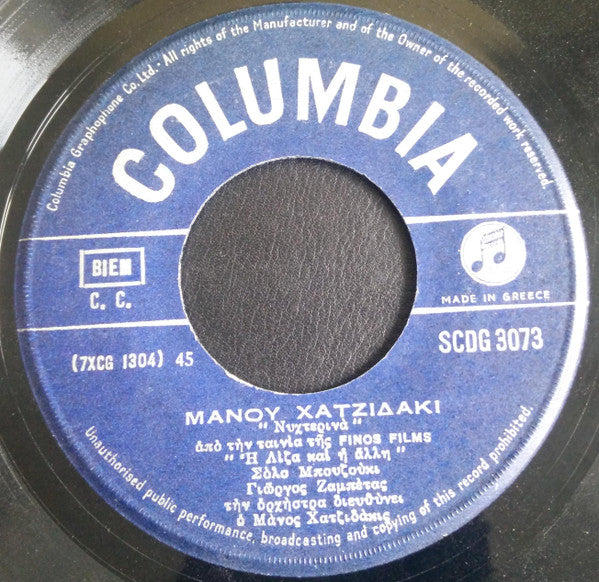 Columbia Graphophone Co. Ltd. · All rights of the Manufacturer and of the Owner of the recorded work reserved.
COLUMBIA
BIEM
C. C.
MADE IN GREECE
(7XCG 1304) 45
SCDG 3073
ΜΑΝΟΥ ΧΑΤΖΙΔΑΚΙ
" Νυχτερινὰ "
ἀπὸ τὴν ταινία τῆς FINOS FILMS
" Ἡ Λίζα καὶ ἡ ἄλλη "
Σόλο Μπουζούκι
Γιῶργος Ζαμπέτας
τὴν ὀρχήστρα διευθύνει
ὁ Μάνος Χατζιδάκις
Unauthorised public performance, broadcasting and copying of this record prohibited.